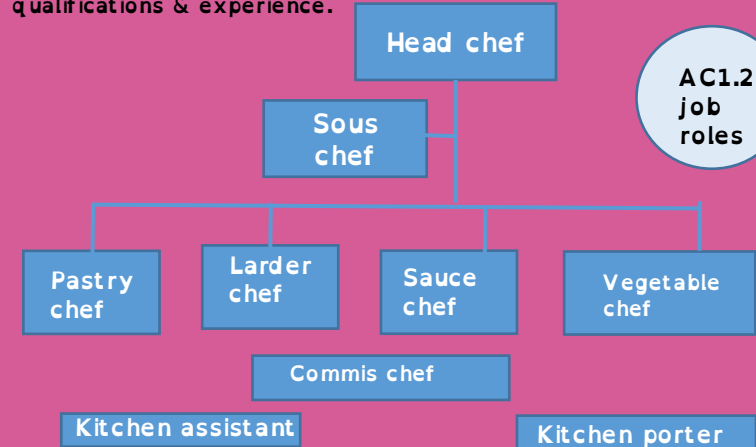 qualifications & experience.
Head chef
AC1.2
job
roles
Sous
chef
Pastry
chef
Larder
chef
Sauce
chef
Vegetable
chef
Commis chef
Kitchen assistant
Kitchen porter